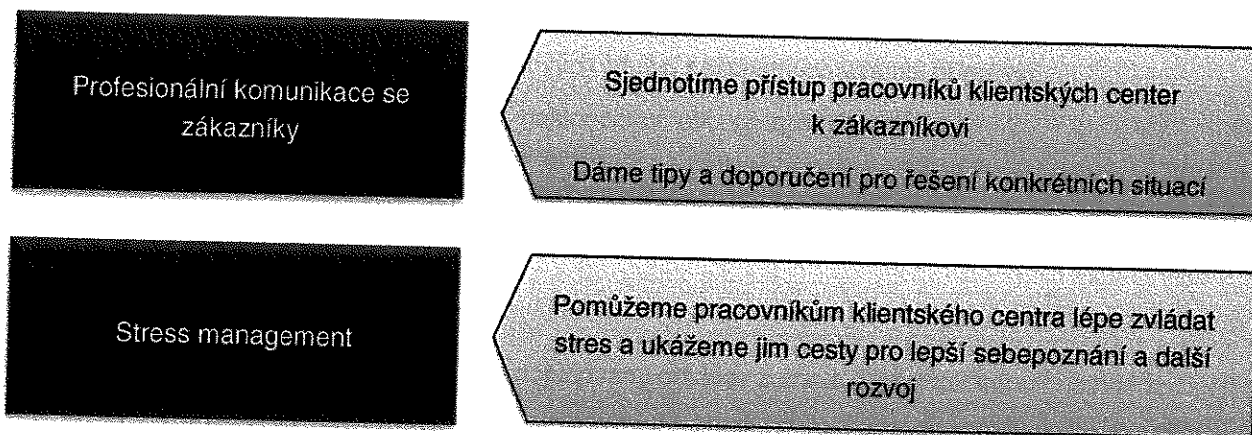 Profesionální komunikace se
zákazníky
Sjednotíme přístup pracovníků klientských center
k zákazníkovi
Dáme tipy a doporučení pro řešení konkrétních situací
Stress management
Pomůžeme pracovníkům klientského centra lépe zvládat
stres a ukážeme jim cesty pro lepší sebepoznání a další
rozvoj